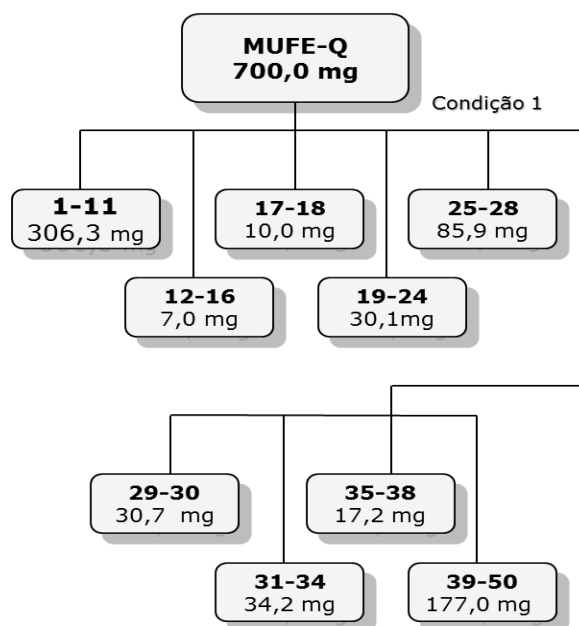 MUFE-Q
700,0 mg
Condição 1
1-11
306,3 mg
17-18
10,0 mg
25-28
85,9 mg
12-16
7,0 mg
19-24
30,1mg
29-30
30,7 mg
35-38
17,2 mg
31-34
34,2 mg
39-50
177,0 mg